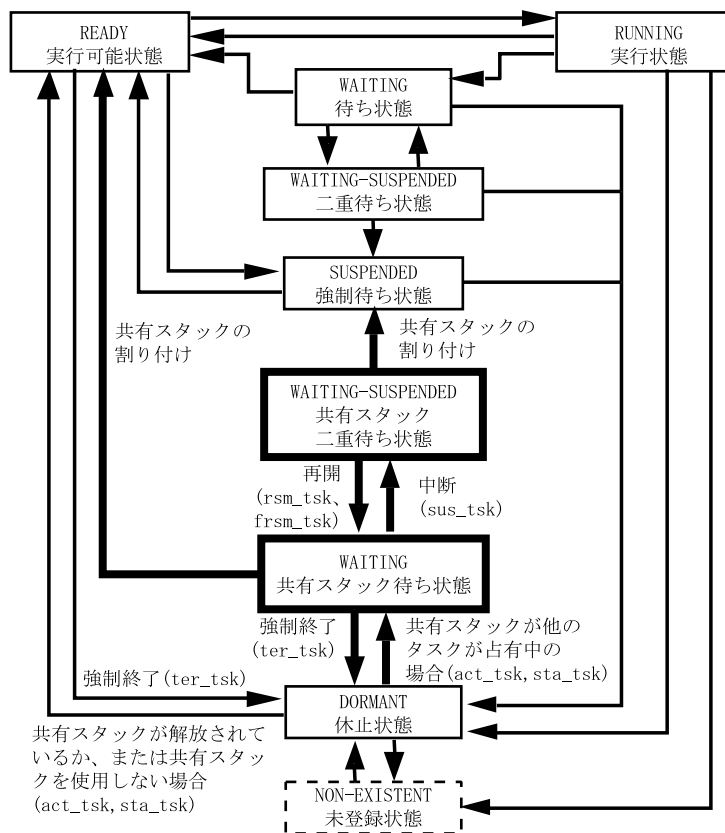 READY
実行可能状態
RUNNING
実行状態
WAITING
待ち状態
WAITING-SUSPENDED
二重待ち状態
SUSPENDED
強制待ち状態
共有スタックの
割り付け
共有スタックの
割り付け
WAITING-SUSPENDED
共有スタック
二重待ち状態
再開
(rsm_tsk、
frsm_tsk)
中断
(sus_tsk)
WAITING
共有スタック待ち状態
強制終了
(ter_tsk)
共有スタックが他の
タスクが占有中の
場合(act_tsk,sta_tsk)
強制終了(ter_tsk)
DORMANT
休止状態
共有スタックが解放されて
いるか、または共有スタッ
クを使用しない場合
(act_tsk,sta_tsk)
NON-EXISTENT
未登録状態